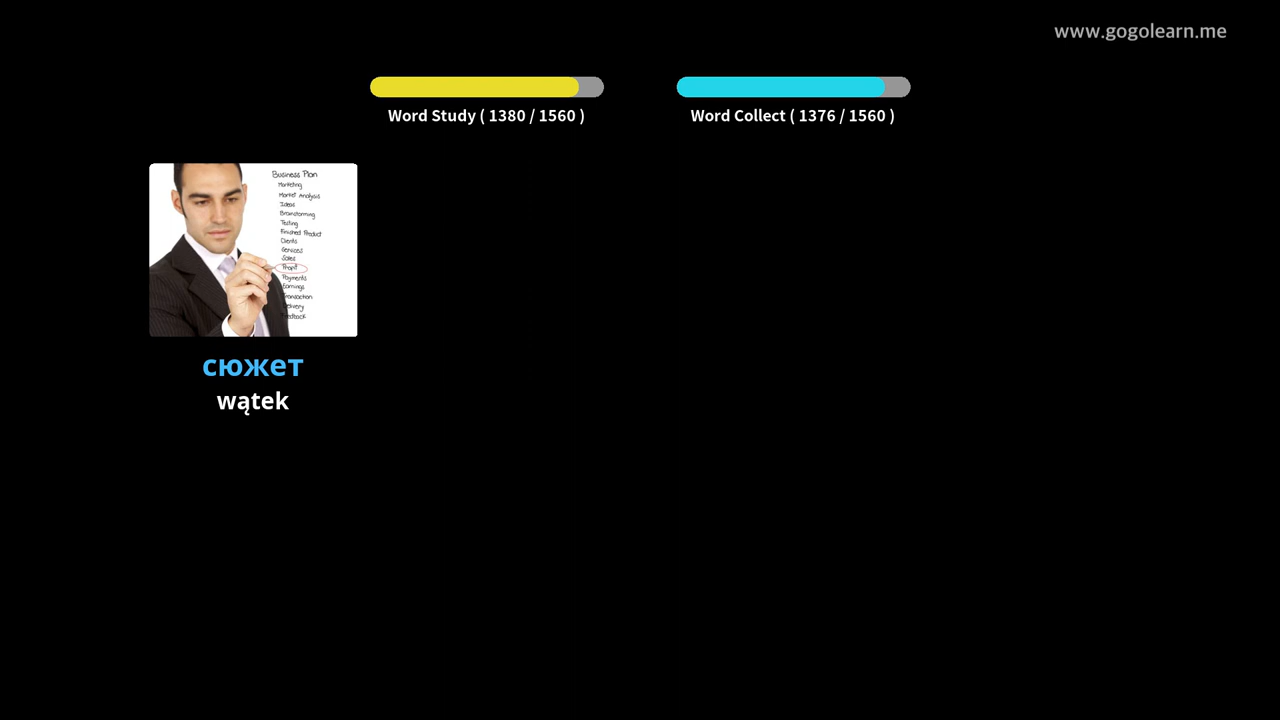 www.gogolearn.me
Word Study ( 1380 / 1560 )
Word Collect ( 1376 / 1560 )
Business Plan
Marketing
Market Analysis
Ideas
Brainstorming
Testing
Finished Product
Clients
Services
Sales
Profit
Payments
Earnings
Transaction
Delivery
Feedback
сюжет
wątek